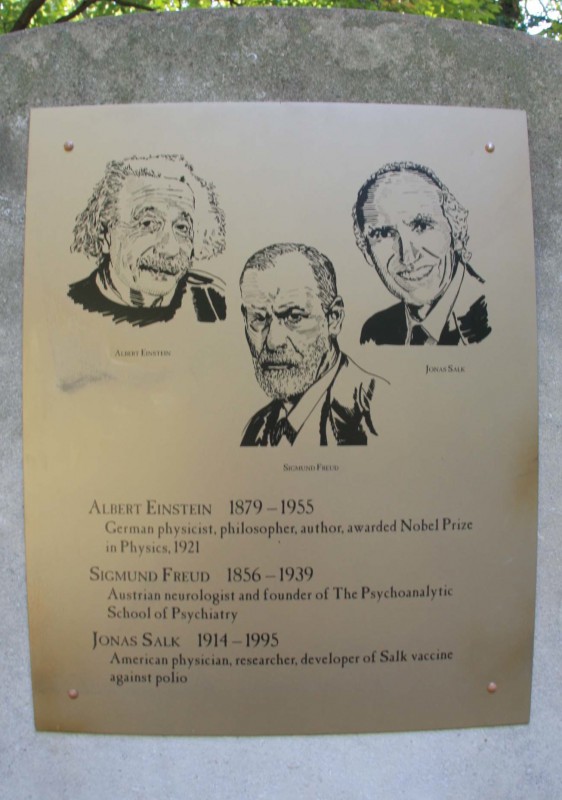 ALBERT EINSTEIN
JONAS SALK
SIGMUND FREUD
ALBERT EINSTEIN 1879 – 1955
German physicist, philosopher, author, awarded Nobel Prize
in Physics, 1921
SIGMUND FREUD 1856 – 1939
Austrian neurologist and founder of The Psychoanalytic
School of Psychiatry
JONAS SALK 1914 – 1995
American physician, researcher, developer of Salk vaccine
against polio